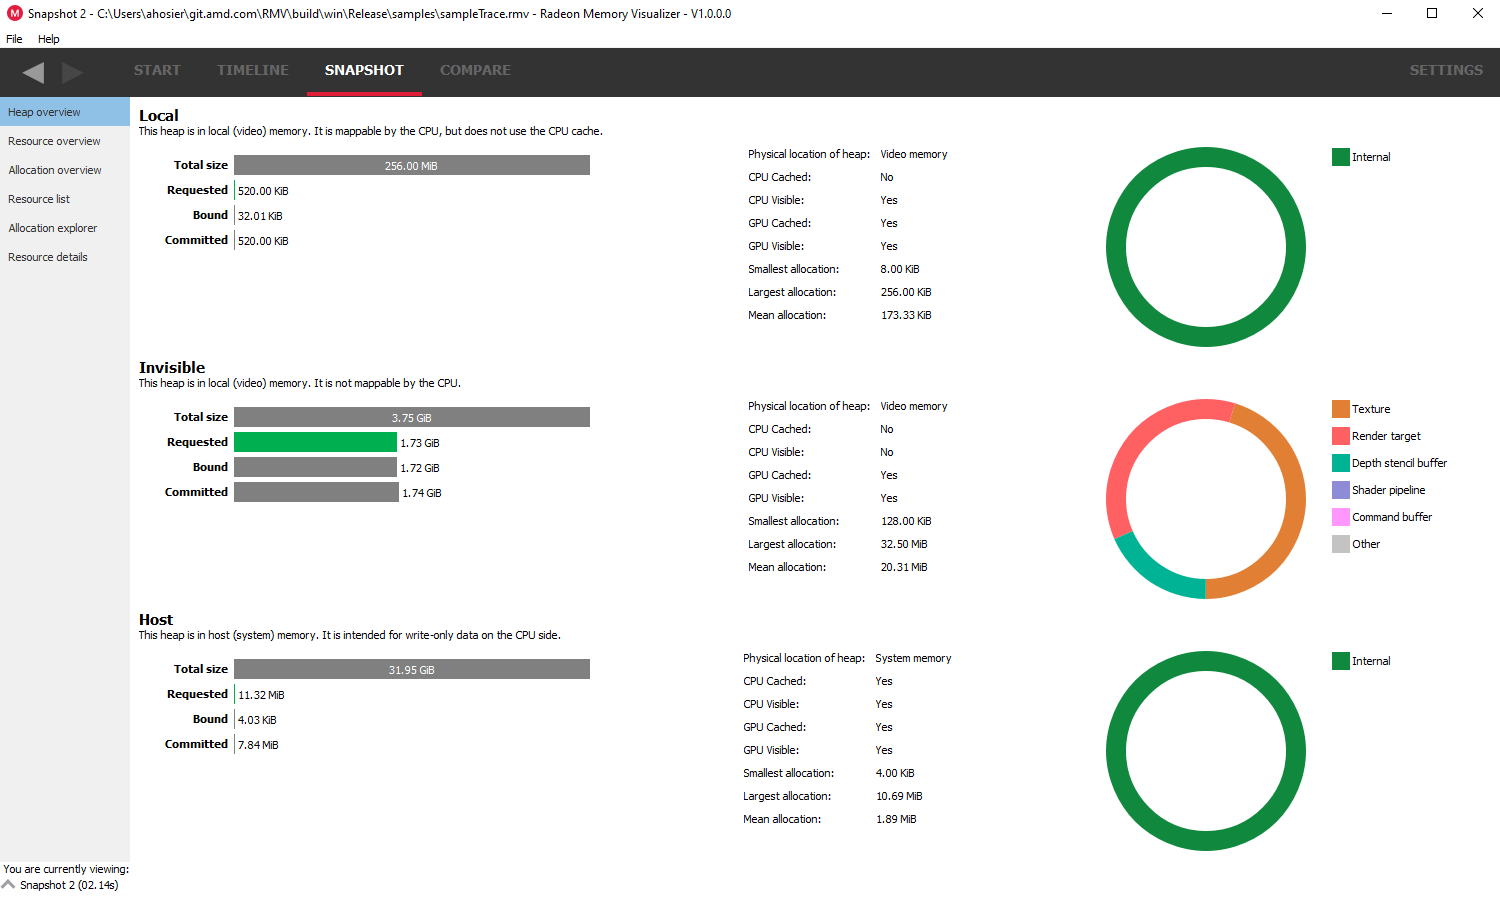 M Snapshot 2 - C:\Users\ahosier\git.amd.com\RMV\build\win\Release\samples\sampleTrace.rmv - Radeon Memory Visualizer - V1.0.0.0
File Help
START TIMELINE SNAPSHOT COMPARE SETTINGS
Heap overview
Resource overview
Allocation overview
Resource list
Allocation explorer
Resource details
Local
This heap is in local (video) memory. It is mappable by the CPU, but does not use the CPU cache.
Total size 256.00 MiB
Requested 520.00 KiB
Bound 32.01 KiB
Committed 520.00 KiB
Physical location of heap: Video memory
CPU Cached: No
CPU Visible: Yes
GPU Cached: Yes
GPU Visible: Yes
Smallest allocation: 8.00 KiB
Largest allocation: 256.00 KiB
Mean allocation: 173.33 KiB
Internal
Invisible
This heap is in local (video) memory. It is not mappable by the CPU.
Total size 3.75 GiB
Requested 1.73 GiB
Bound 1.72 GiB
Committed 1.74 GiB
Physical location of heap: Video memory
CPU Cached: No
CPU Visible: No
GPU Cached: Yes
GPU Visible: Yes
Smallest allocation: 128.00 KiB
Largest allocation: 32.50 MiB
Mean allocation: 20.31 MiB
Texture
Render target
Depth stencil buffer
Shader pipeline
Command buffer
Other
Host
This heap is in host (system) memory. It is intended for write-only data on the CPU side.
Total size 31.95 GiB
Requested 11.32 MiB
Bound 4.03 KiB
Committed 7.84 MiB
Physical location of heap: System memory
CPU Cached: Yes
CPU Visible: Yes
GPU Cached: Yes
GPU Visible: Yes
Smallest allocation: 4.00 KiB
Largest allocation: 10.69 MiB
Mean allocation: 1.89 MiB
Internal
You are currently viewing:
Snapshot 2 (02.14s)